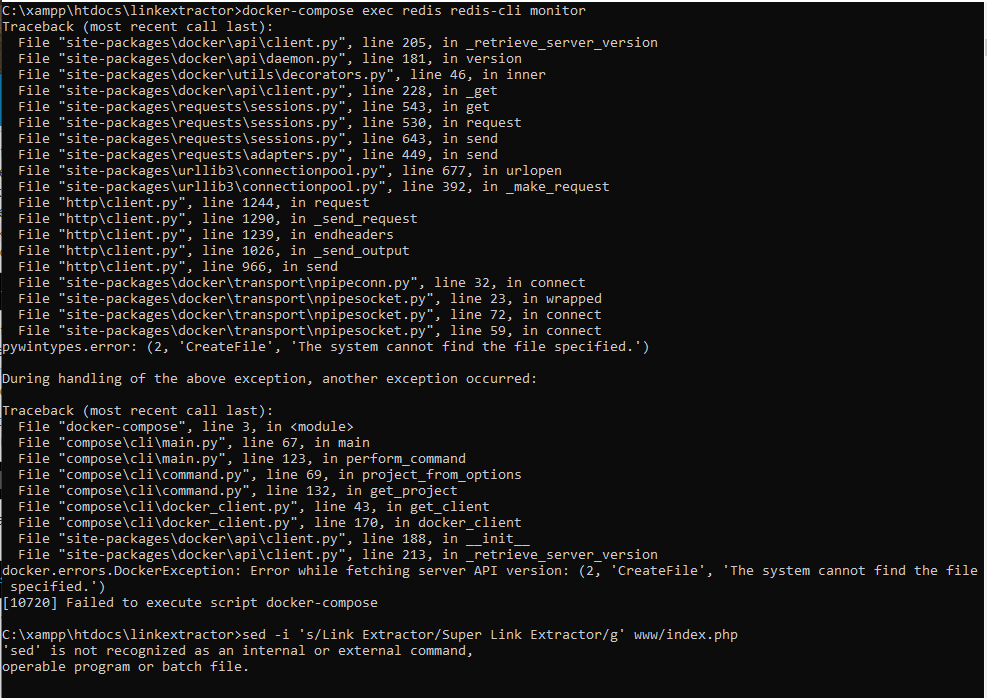 C:\xampp\htdocs\linkextractor>docker-compose exec redis redis-cli monitor
Traceback (most recent call last):
  File "site-packages\docker\api\client.py", line 205, in _retrieve_server_version
  File "site-packages\docker\api\daemon.py", line 181, in version
  File "site-packages\docker\utils\decorators.py", line 46, in inner
  File "site-packages\docker\api\client.py", line 228, in _get
  File "site-packages\requests\sessions.py", line 543, in get
  File "site-packages\requests\sessions.py", line 530, in request
  File "site-packages\requests\sessions.py", line 643, in send
  File "site-packages\requests\adapters.py", line 449, in send
  File "site-packages\urllib3\connectionpool.py", line 677, in urlopen
  File "site-packages\urllib3\connectionpool.py", line 392, in _make_request
  File "http\client.py", line 1244, in request
  File "http\client.py", line 1290, in _send_request
  File "http\client.py", line 1239, in endheaders
  File "http\client.py", line 1026, in _send_output
  File "http\client.py", line 966, in send
  File "site-packages\docker\transport\npipeconn.py", line 32, in connect
  File "site-packages\docker\transport\npipesocket.py", line 23, in wrapped
  File "site-packages\docker\transport\npipesocket.py", line 72, in connect
  File "site-packages\docker\transport\npipesocket.py", line 59, in connect
pywintypes.error: (2, 'CreateFile', 'The system cannot find the file specified.')

During handling of the above exception, another exception occurred:

Traceback (most recent call last):
  File "docker-compose", line 3, in <module>
  File "compose\cli\main.py", line 67, in main
  File "compose\cli\main.py", line 123, in perform_command
  File "compose\cli\command.py", line 69, in project_from_options
  File "compose\cli\command.py", line 132, in get_project
  File "compose\cli\docker_client.py", line 43, in get_client
  File "compose\cli\docker_client.py", line 170, in docker_client
  File "site-packages\docker\api\client.py", line 188, in __init__
  File "site-packages\docker\api\client.py", line 213, in _retrieve_server_version
docker.errors.DockerException: Error while fetching server API version: (2, 'CreateFile', 'The system cannot find the file
 specified.')
[10720] Failed to execute script docker-compose

C:\xampp\htdocs\linkextractor>sed -i 's/Link Extractor/Super Link Extractor/g' www/index.php
'sed' is not recognized as an internal or external command,
operable program or batch file.